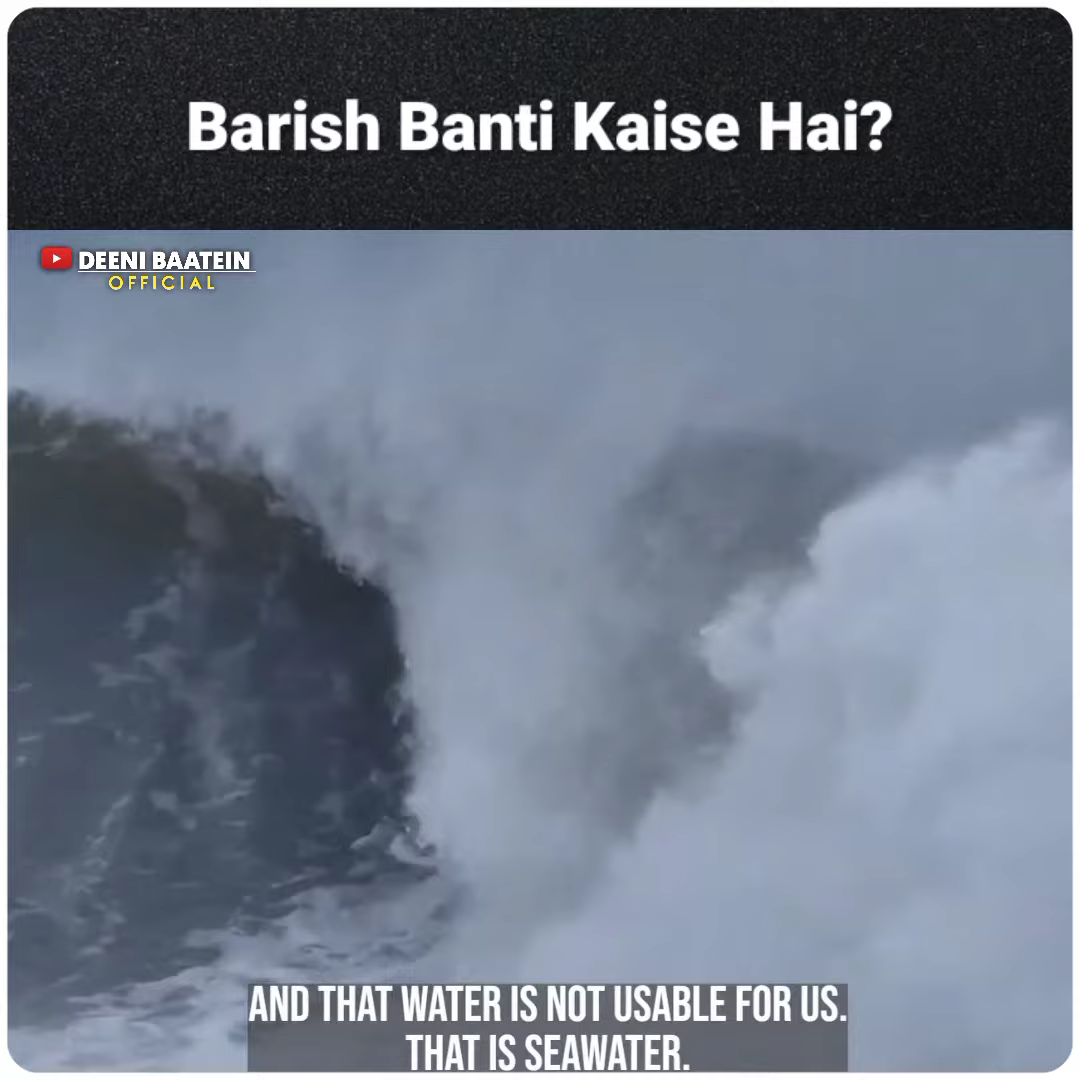 Barish Banti Kaise Hai?
DEENI BAATEIN
OFFICIAL
AND THAT WATER IS NOT USABLE FOR US.
THAT IS SEAWATER.